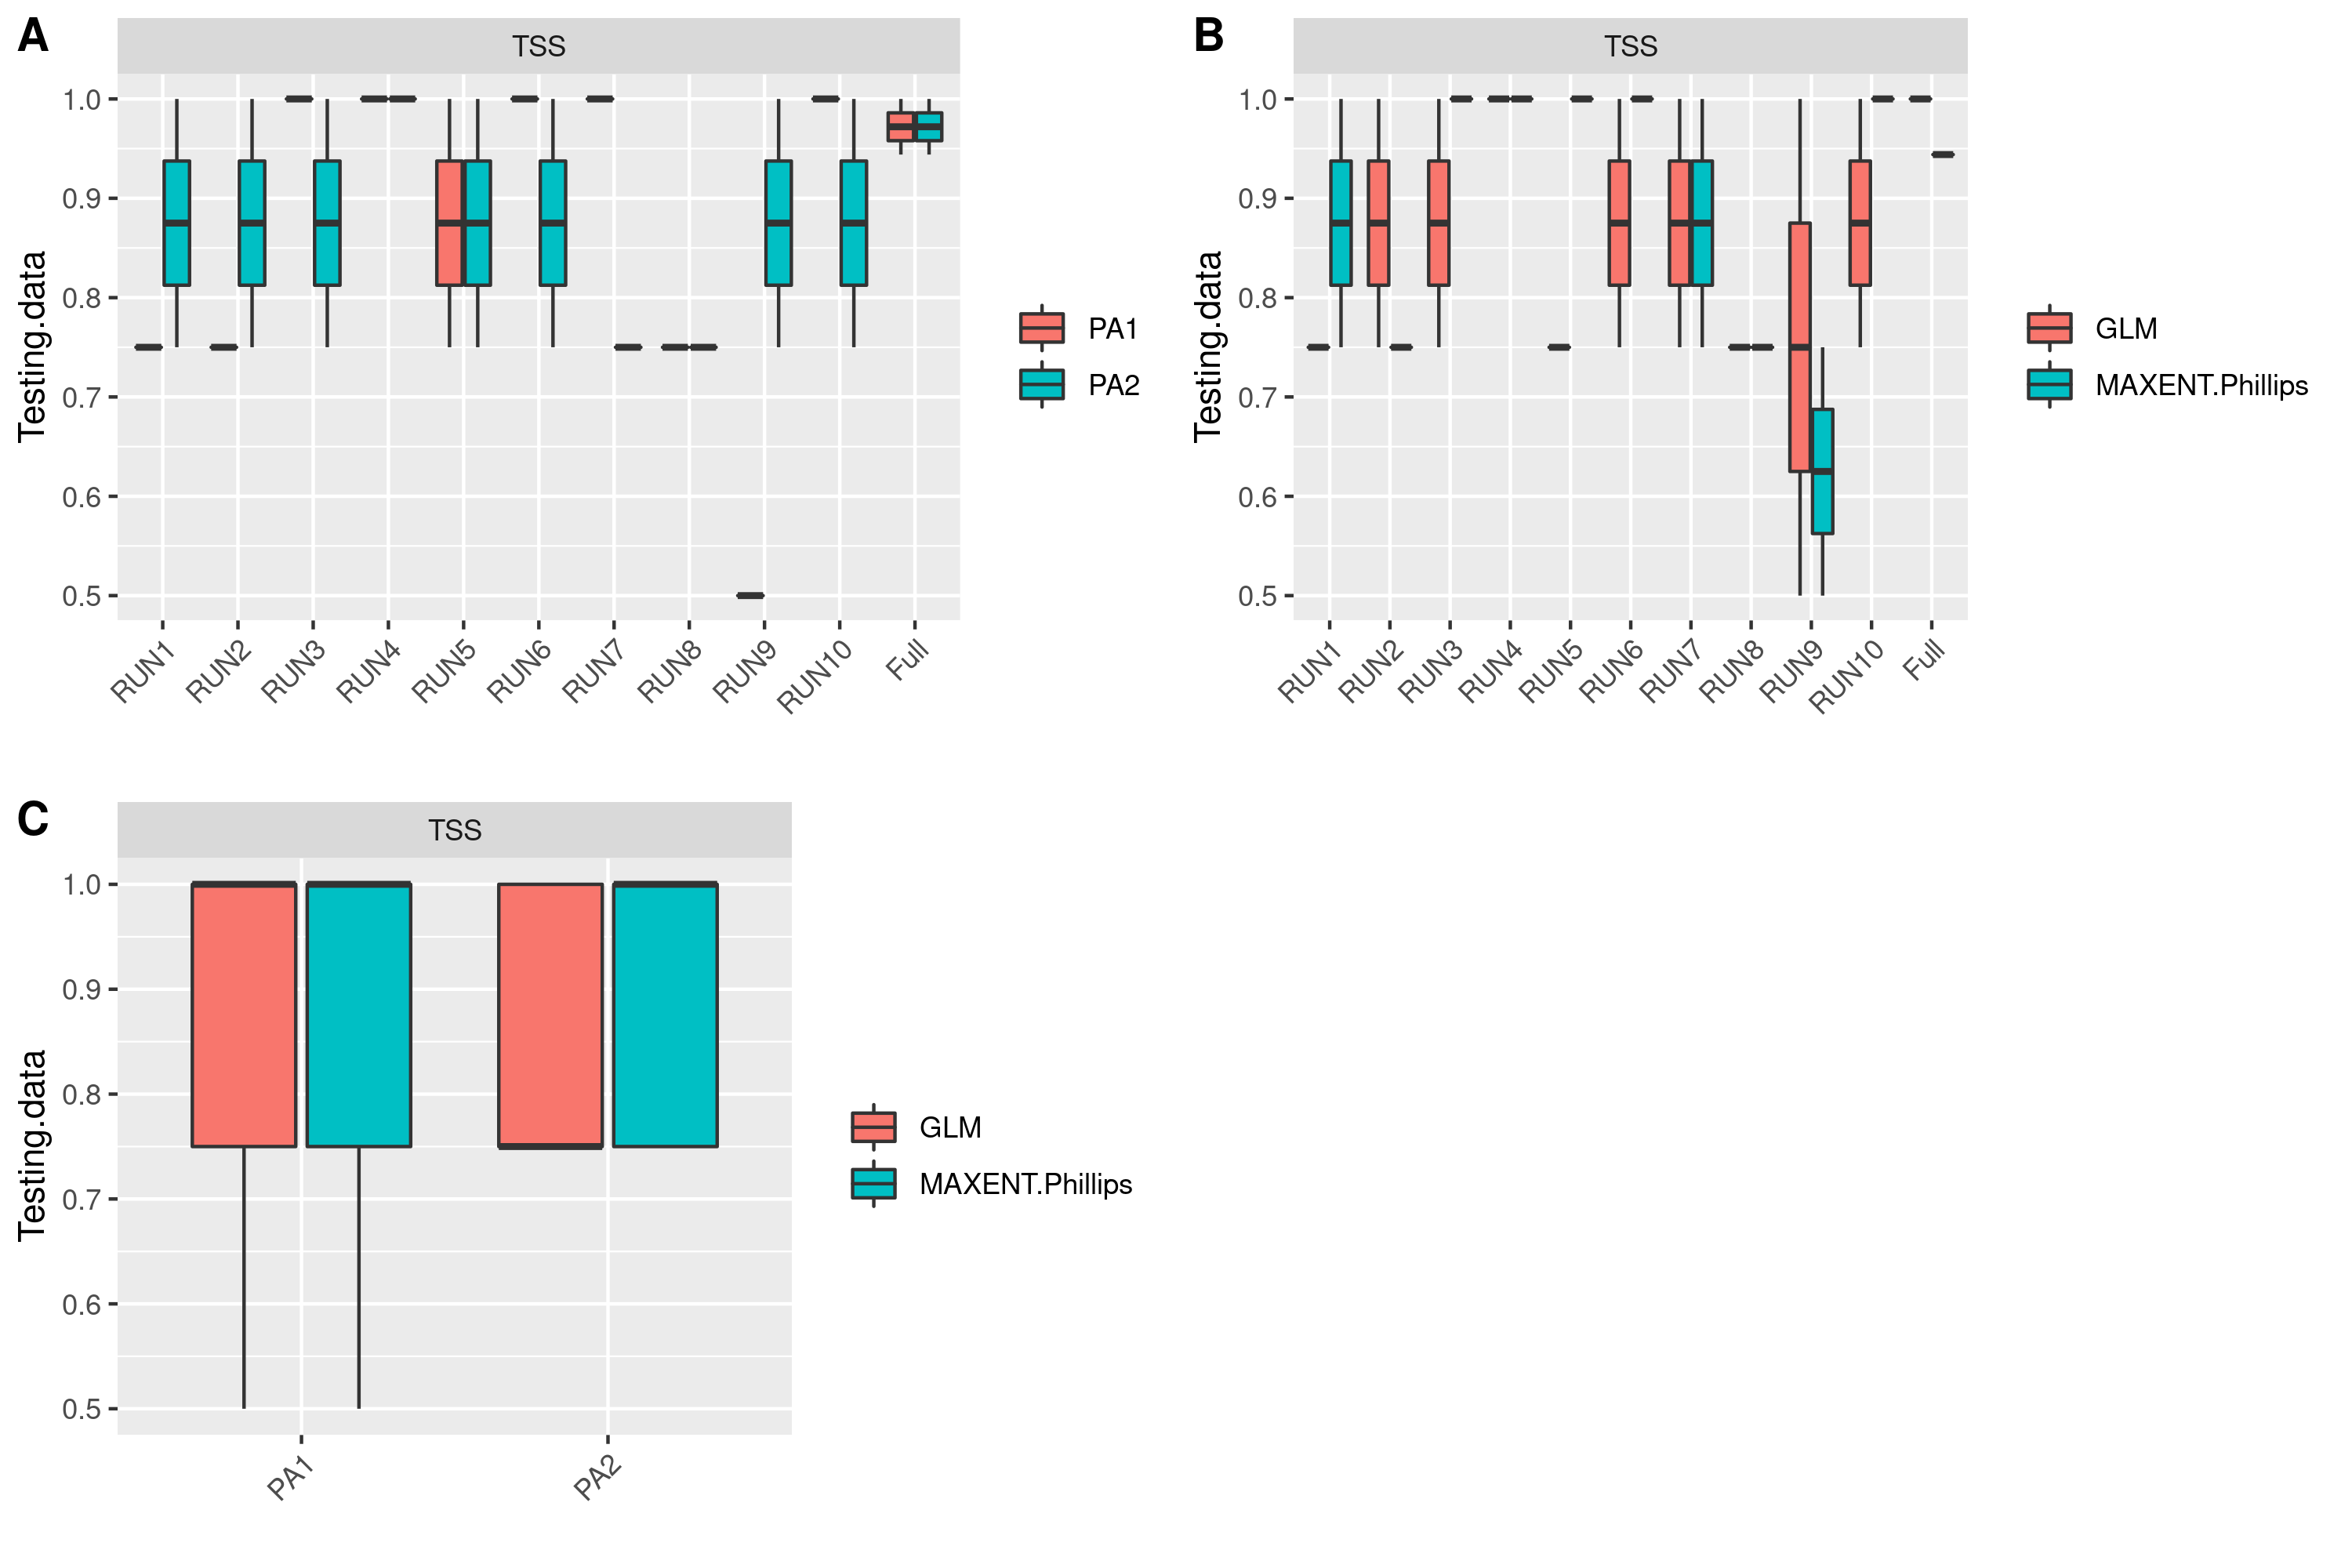 A
TSS
1.0
0.9
0.8
0.7
0.6
0.5
Testing.data
RUN1
RUN2
RUN3
RUN4
RUN5
RUN6
RUN7
RUN8
RUN9
RUN10
Full
PA1
PA2
B
TSS
1.0
0.9
0.8
0.7
0.6
0.5
Testing.data
RUN1
RUN2
RUN3
RUN4
RUN5
RUN6
RUN7
RUN8
RUN9
RUN10
Full
GLM
MAXENT.Phillips
C
TSS
1.0
0.9
0.8
0.7
0.6
0.5
Testing.data
PA1
PA2
GLM
MAXENT.Phillips